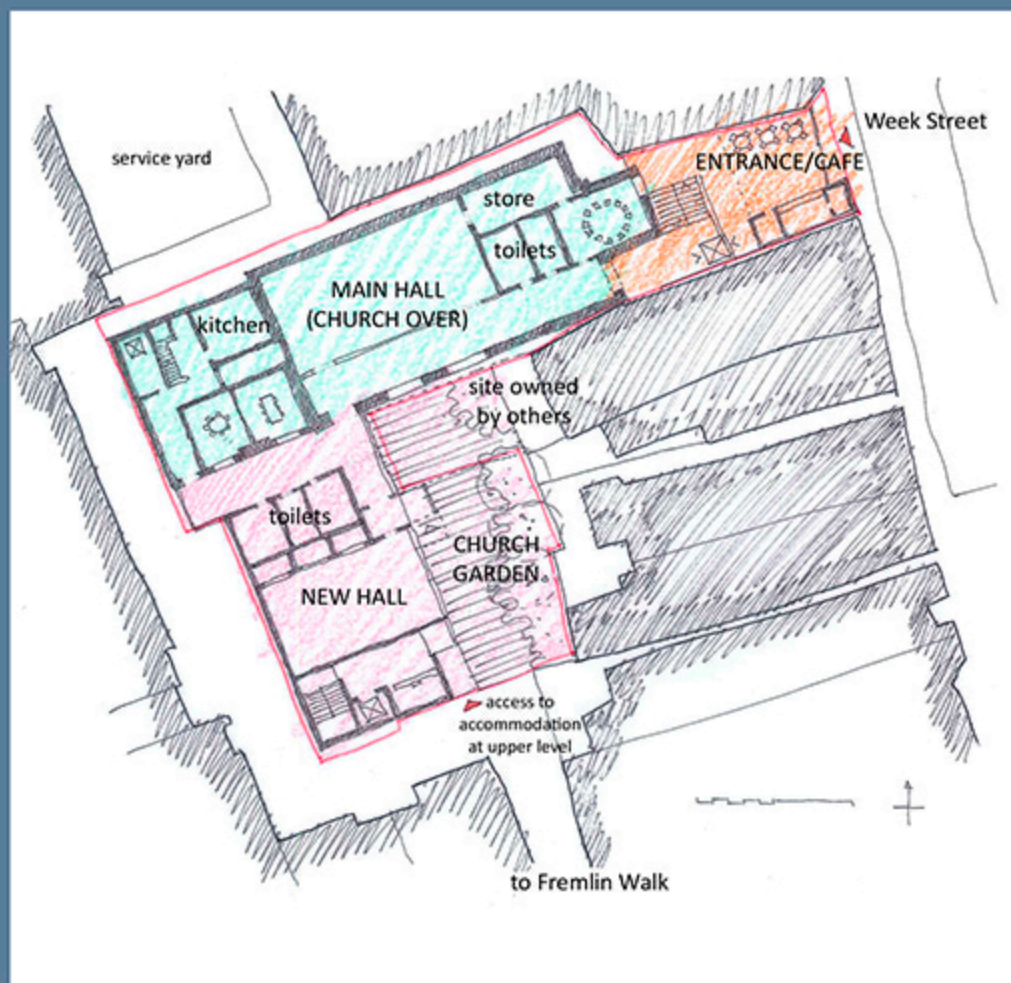 Week Street
service yard
ENTRANCE/CAFE
store
toilets
MAIN HALL
(CHURCH OVER)
kitchen
site owned
by others
toilets
CHURCH
GARDEN
NEW HALL
access to
accommodation
at upper level
to Fremlin Walk